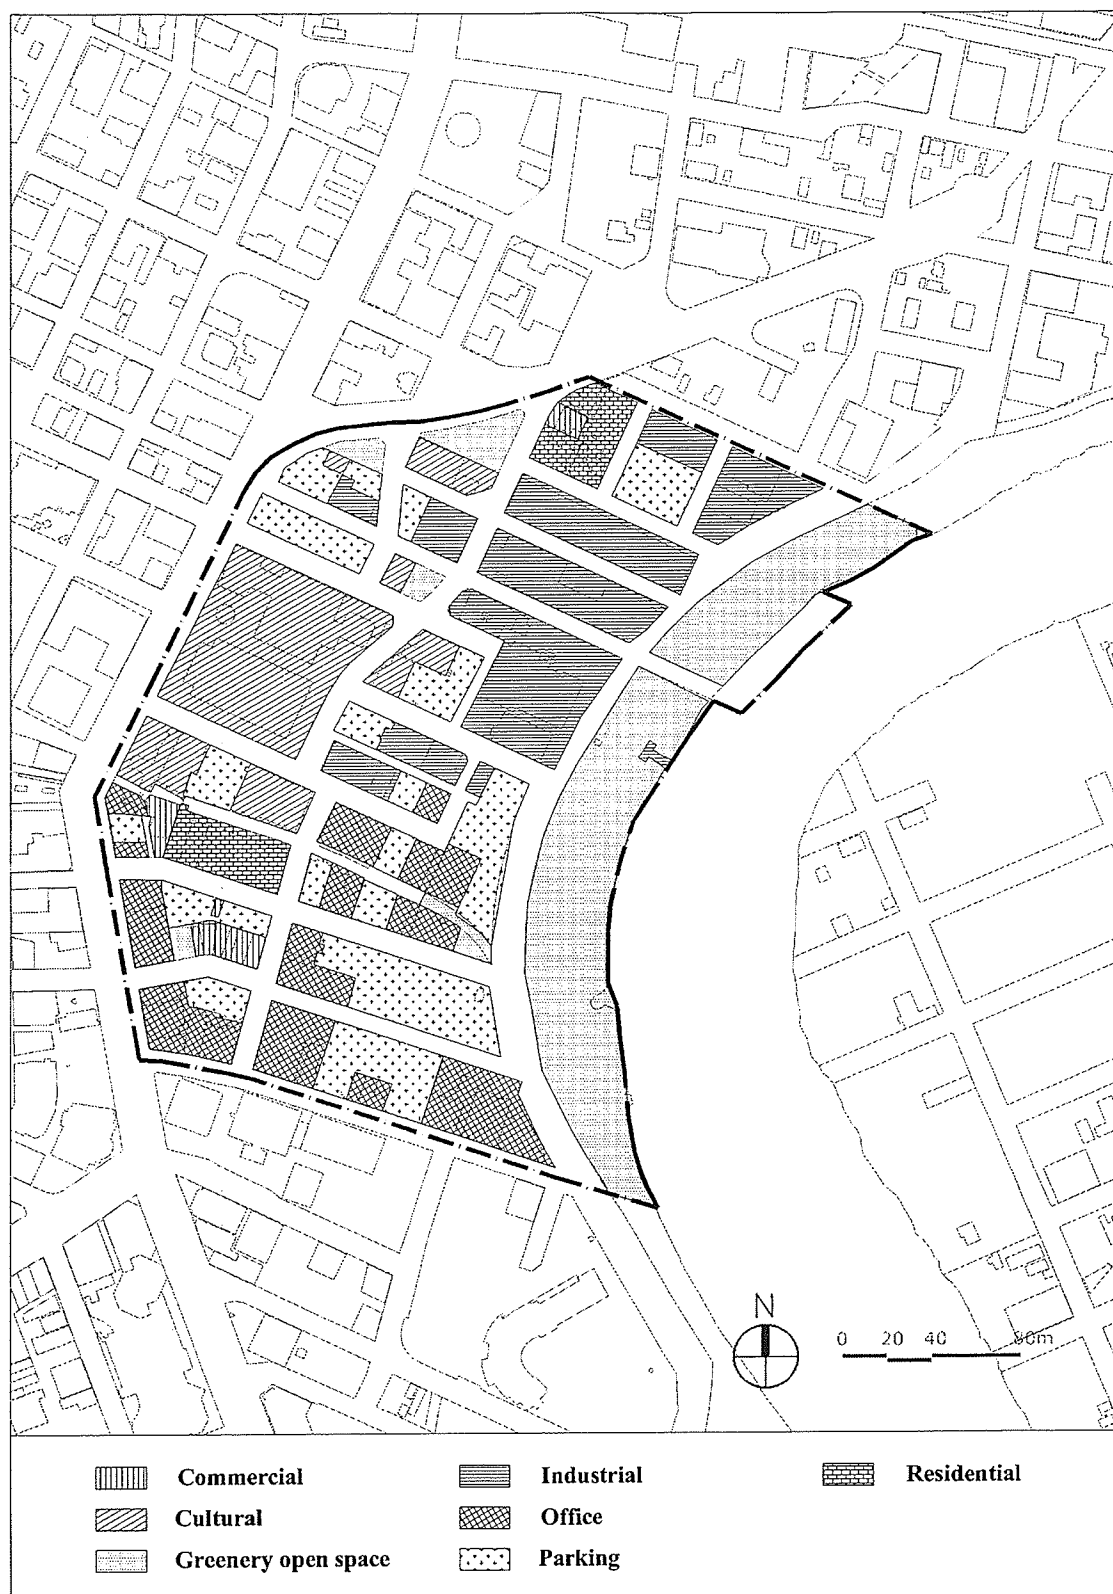 N
0 20 40 80m
Commercial Industrial Residential
Cultural Office
Greenery open space Parking